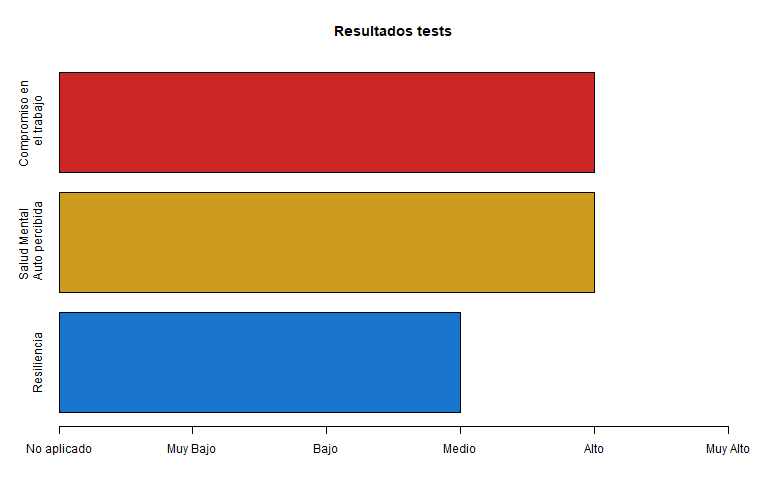 Resultados tests
Compromiso en
el trabajo
Salud Mental
Auto percibida
Resiliencia
No aplicado Muy Bajo Bajo Medio Alto Muy Alto